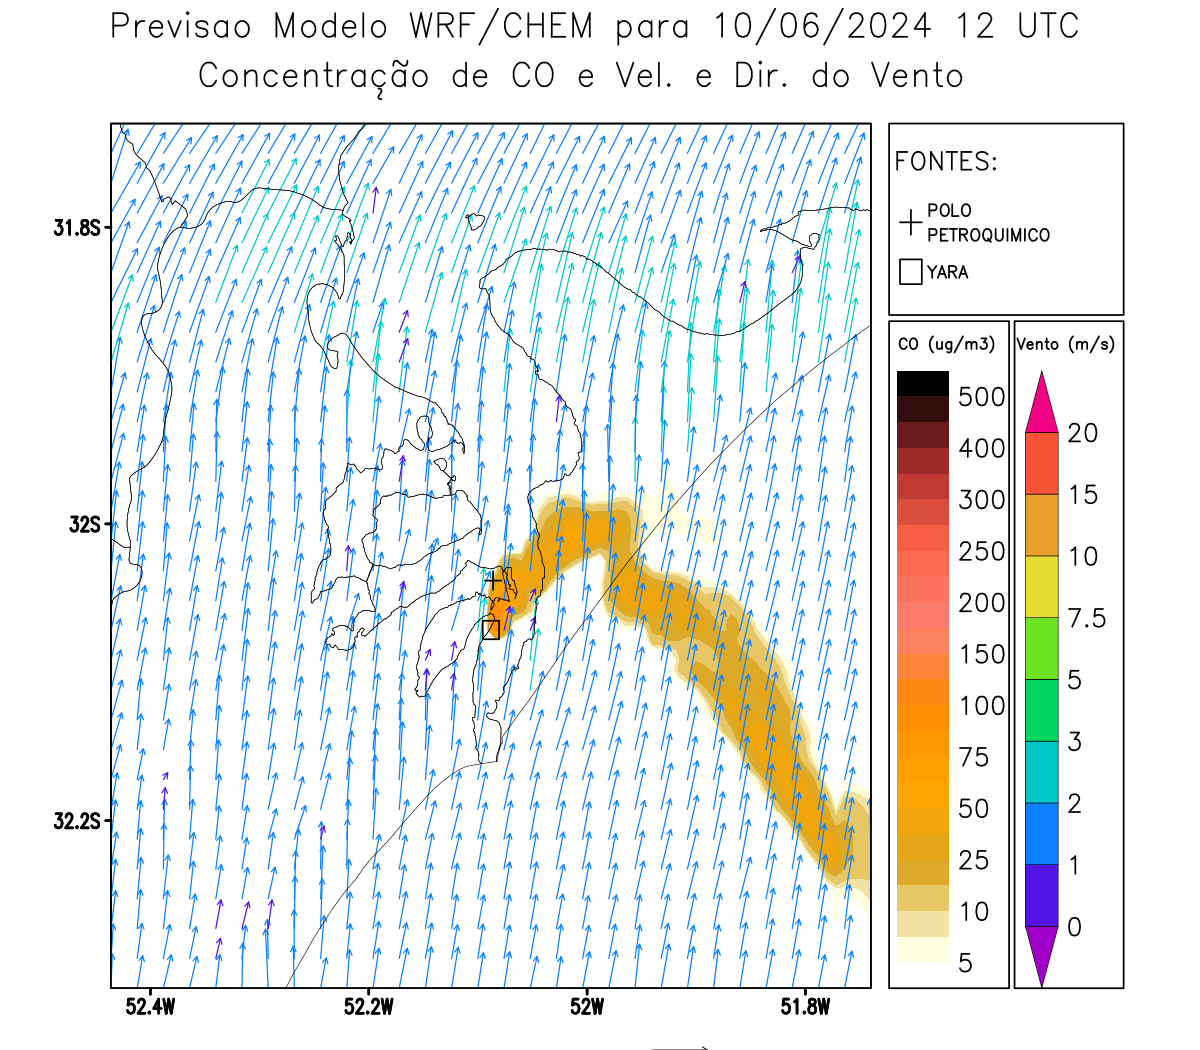 Previsao Modelo WRF/CHEM para 10/06/2024 12 UTC
Concentração de CO e Vel. e Dir. do Vento
FONTES:
POLO
PETROQUIMICO
YARA
31.8S
32S
32.2S
52.4W
52.2W
52W
51.8W
CO (ug/m3)
500
400
300
250
200
150
100
75
50
25
10
5
Vento (m/s)
20
15
10
7.5
5
3
2
1
0